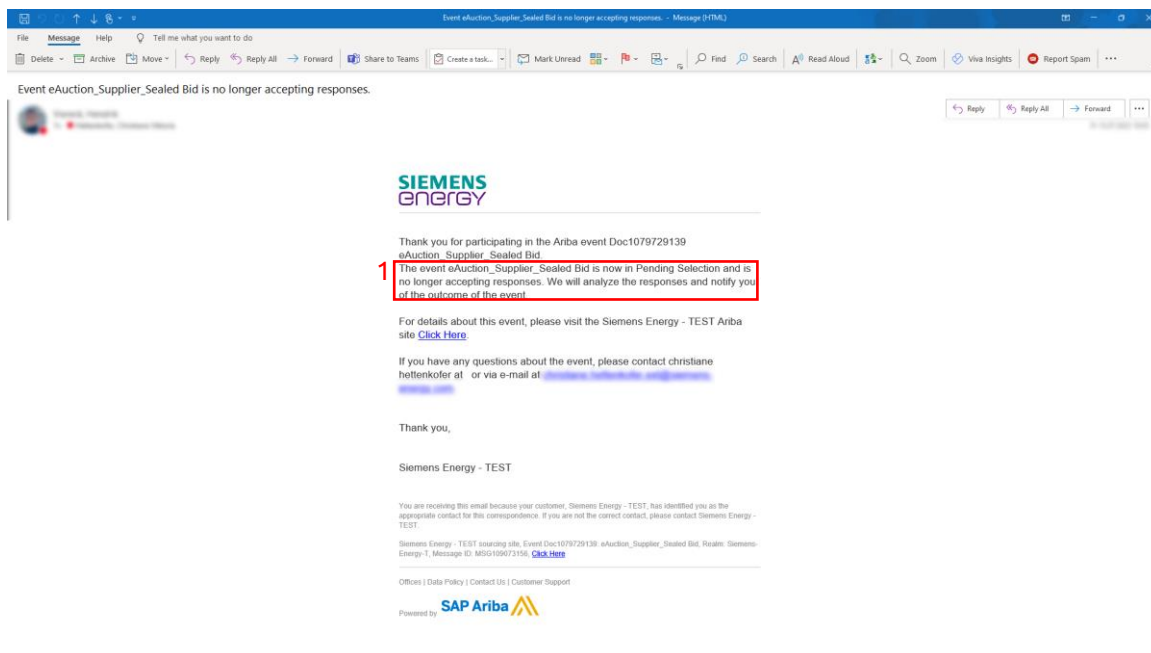 Event eAuction_Supplier_Sealed Bid is no longer accepting responses. - Message (HTML)
File Message Help Tell me what you want to do
Delete Archive Move Reply Reply All Forward Share to Teams Create a task... Mark Unread Find Search Read Aloud Zoom Viva Insights Report Spam ...
Event eAuction_Supplier_Sealed Bid is no longer accepting responses.
Reply Reply All Forward ...
SIEMENS
energy
Thank you for participating in the Ariba event Doc1079729139
eAuction_Supplier_Sealed Bid.
1
The event eAuction_Supplier_Sealed Bid is now in Pending Selection and is
no longer accepting responses. We will analyze the responses and notify you
of the outcome of the event
For details about this event, please visit the Siemens Energy - TEST Ariba
site Click Here.
If you have any questions about the event, please contact christiane
hettenkofer at or via e-mail at
Thank you,
Siemens Energy - TEST
You are receiving this email because your customer, Siemens Energy - TEST, has identified you as the
appropriate contact for this correspondence. If you are not the correct contact, please contact Siemens Energy -
TEST.
Siemens Energy - TEST sourcing site, Event Doc1079729139: eAuction_Supplier_Sealed Bid, Realm: Siemens-
Energy-T, Message ID: MSG109673156, Click Here
Offices | Data Policy | Contact Us | Customer Support
Powered by SAP Ariba